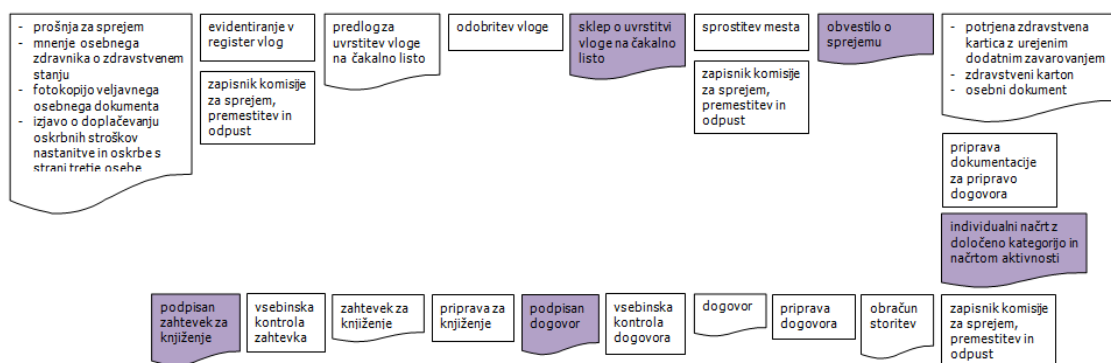 - prošnja za sprejem
- mnenje osebnega
zdravnika o zdravstvenem
stanju
- fotokopijo veljavnega
osebnega dokumenta
- izjavo o doplačevanju
oskrbnih stroškov
nastanitve in oskrbe s
strani tretje osebe
evidentiranje v
register vlog
zapisnik komisije
za sprejem,
premestitev in
odpust
predlog za
uvrstitev vloge
na čakalno listo
odobritev vloge
sklep o uvrstitvi
vloge na čakalno
listo
sprostitev mesta
zapisnik komisije
za sprejem,
premestitev in
odpust
obvestilo o
sprejemu
- potrjena zdravstvena
kartica z urejenim
dodatnim zavarovanjem
- zdravstveni karton
- osebni dokument
priprava
dokumentacije
za pripravo
dogovora
individualni načrt z
določeno kategorijo in
načrtom aktivnosti
podpisan
zahtevek za
knjiženje
vsebinska
kontrola
zahtevka
zahtevek za
knjiženje
priprava za
knjiženje
podpisan
dogovor
vsebinska
kontrola
dogovora
dogovor
priprava
dogovora
obračun
storitev
zapisnik komisije
za sprejem,
premestitev in
odpust